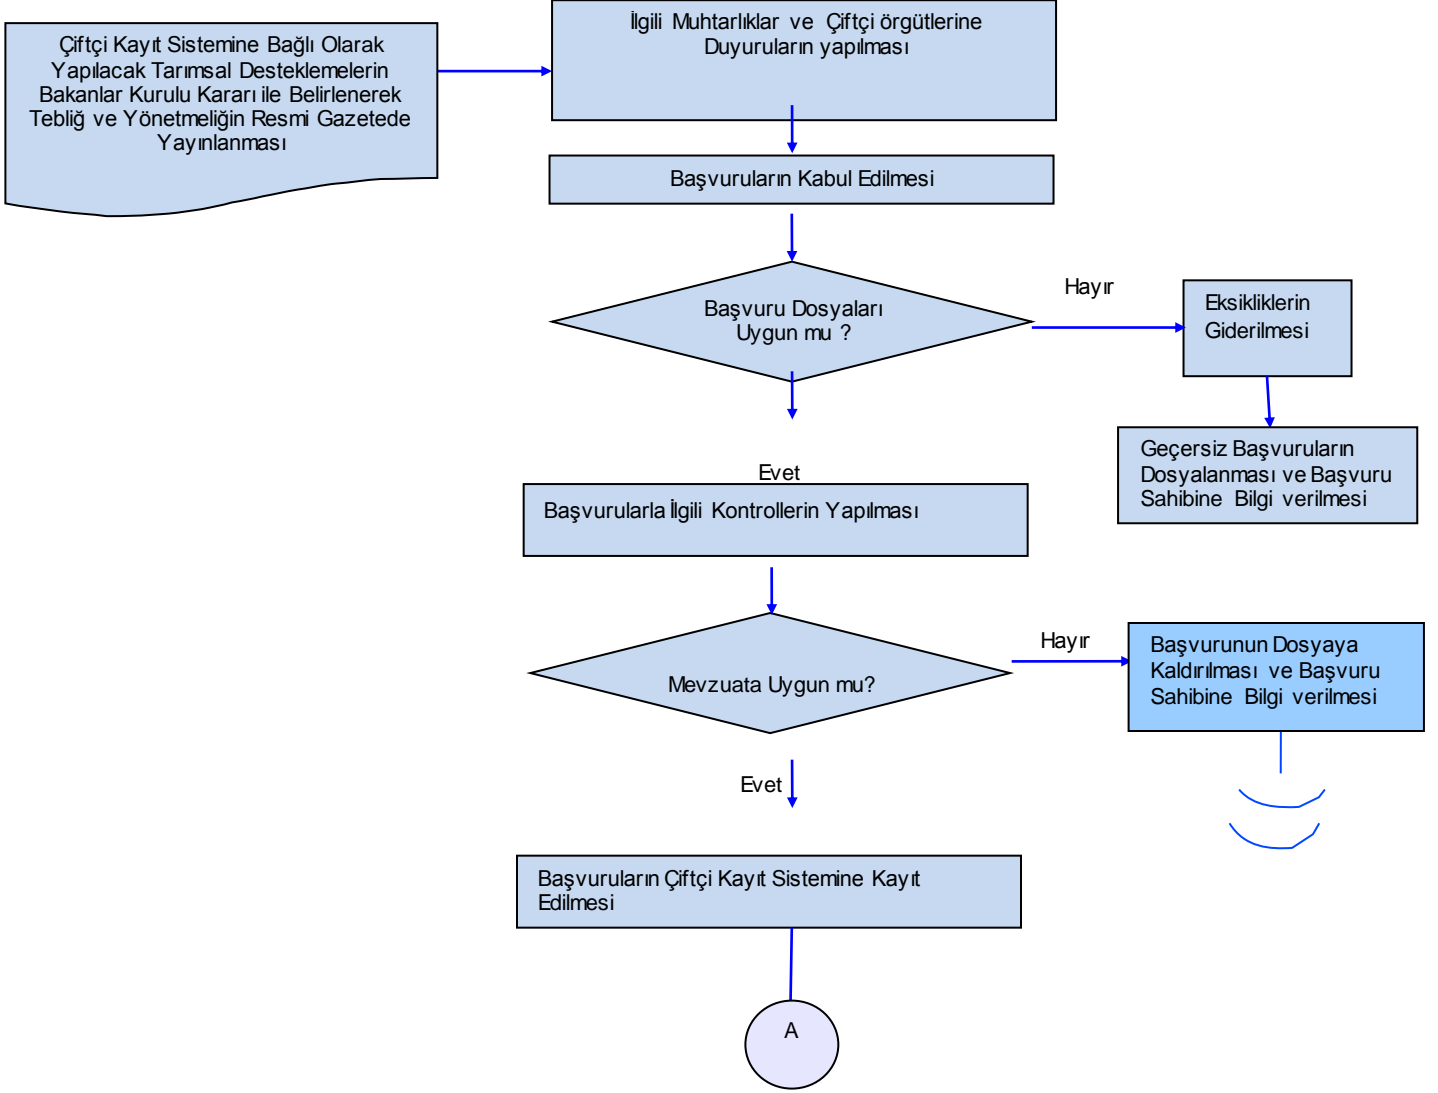 Çiftçi Kayıt Sistemine Bağlı Olarak
Yapılacak Tarımsal Desteklemelerin
Bakanlar Kurulu Kararı ile Belirlenerek
Tebliğ ve Yönetmeliğin Resmi Gazetede
Yayınlanması
İlgili Muhtarlıklar ve Çiftçi örgütlerine
Duyuruların yapılması
Başvuruların Kabul Edilmesi
Başvuru Dosyaları
Uygun mu ?
Hayır
Eksikliklerin
Giderilmesi
Geçersiz Başvuruların
Dosyalanması ve Başvuru
Sahibine Bilgi verilmesi
Evet
Başvurularla İlgili Kontrollerin Yapılması
Mevzuata Uygun mu?
Hayır
Başvurunun Dosyaya
Kaldırılması ve Başvuru
Sahibine Bilgi verilmesi
Evet
Başvuruların Çiftçi Kayıt Sistemine Kayıt
Edilmesi
A